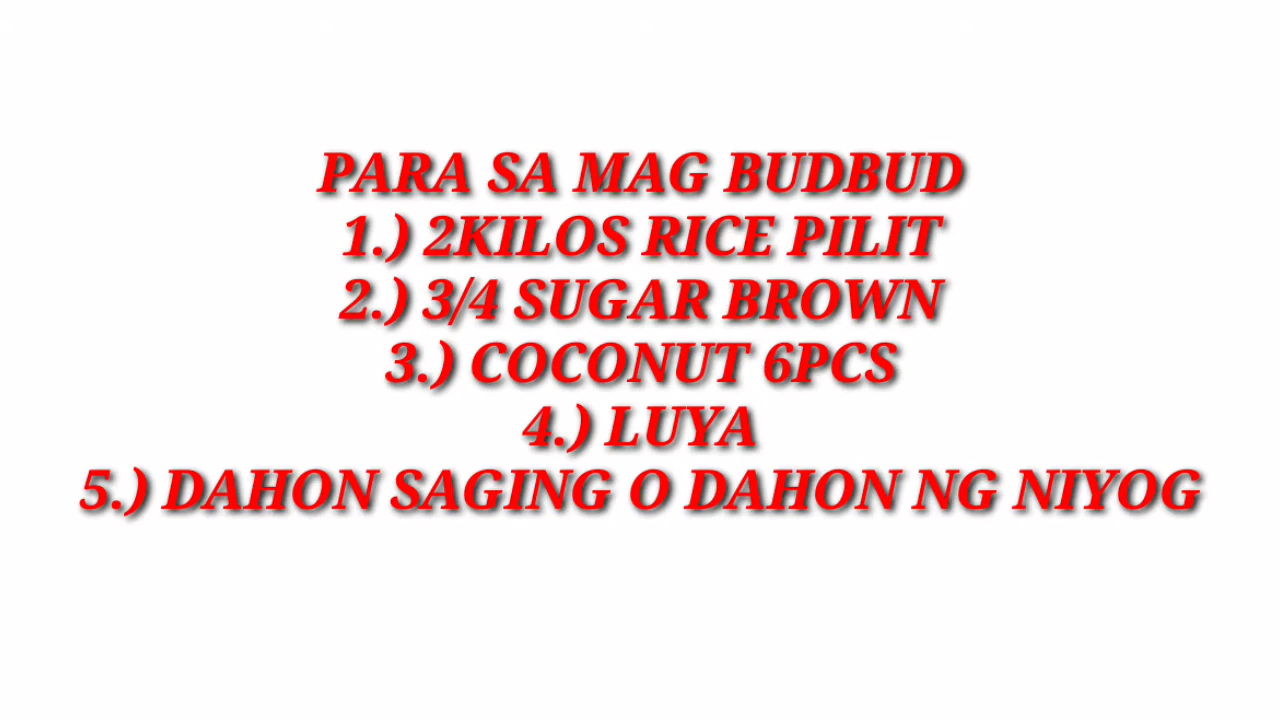 PARA SA MAG BUDBUD
1.) 2KILOS RICE PILIT
2.) 3/4 SUGAR BROWN
3.) COCONUT 6PCS
4.) LUYA
5.) DAHON SAGING O DAHON NG NIYOG